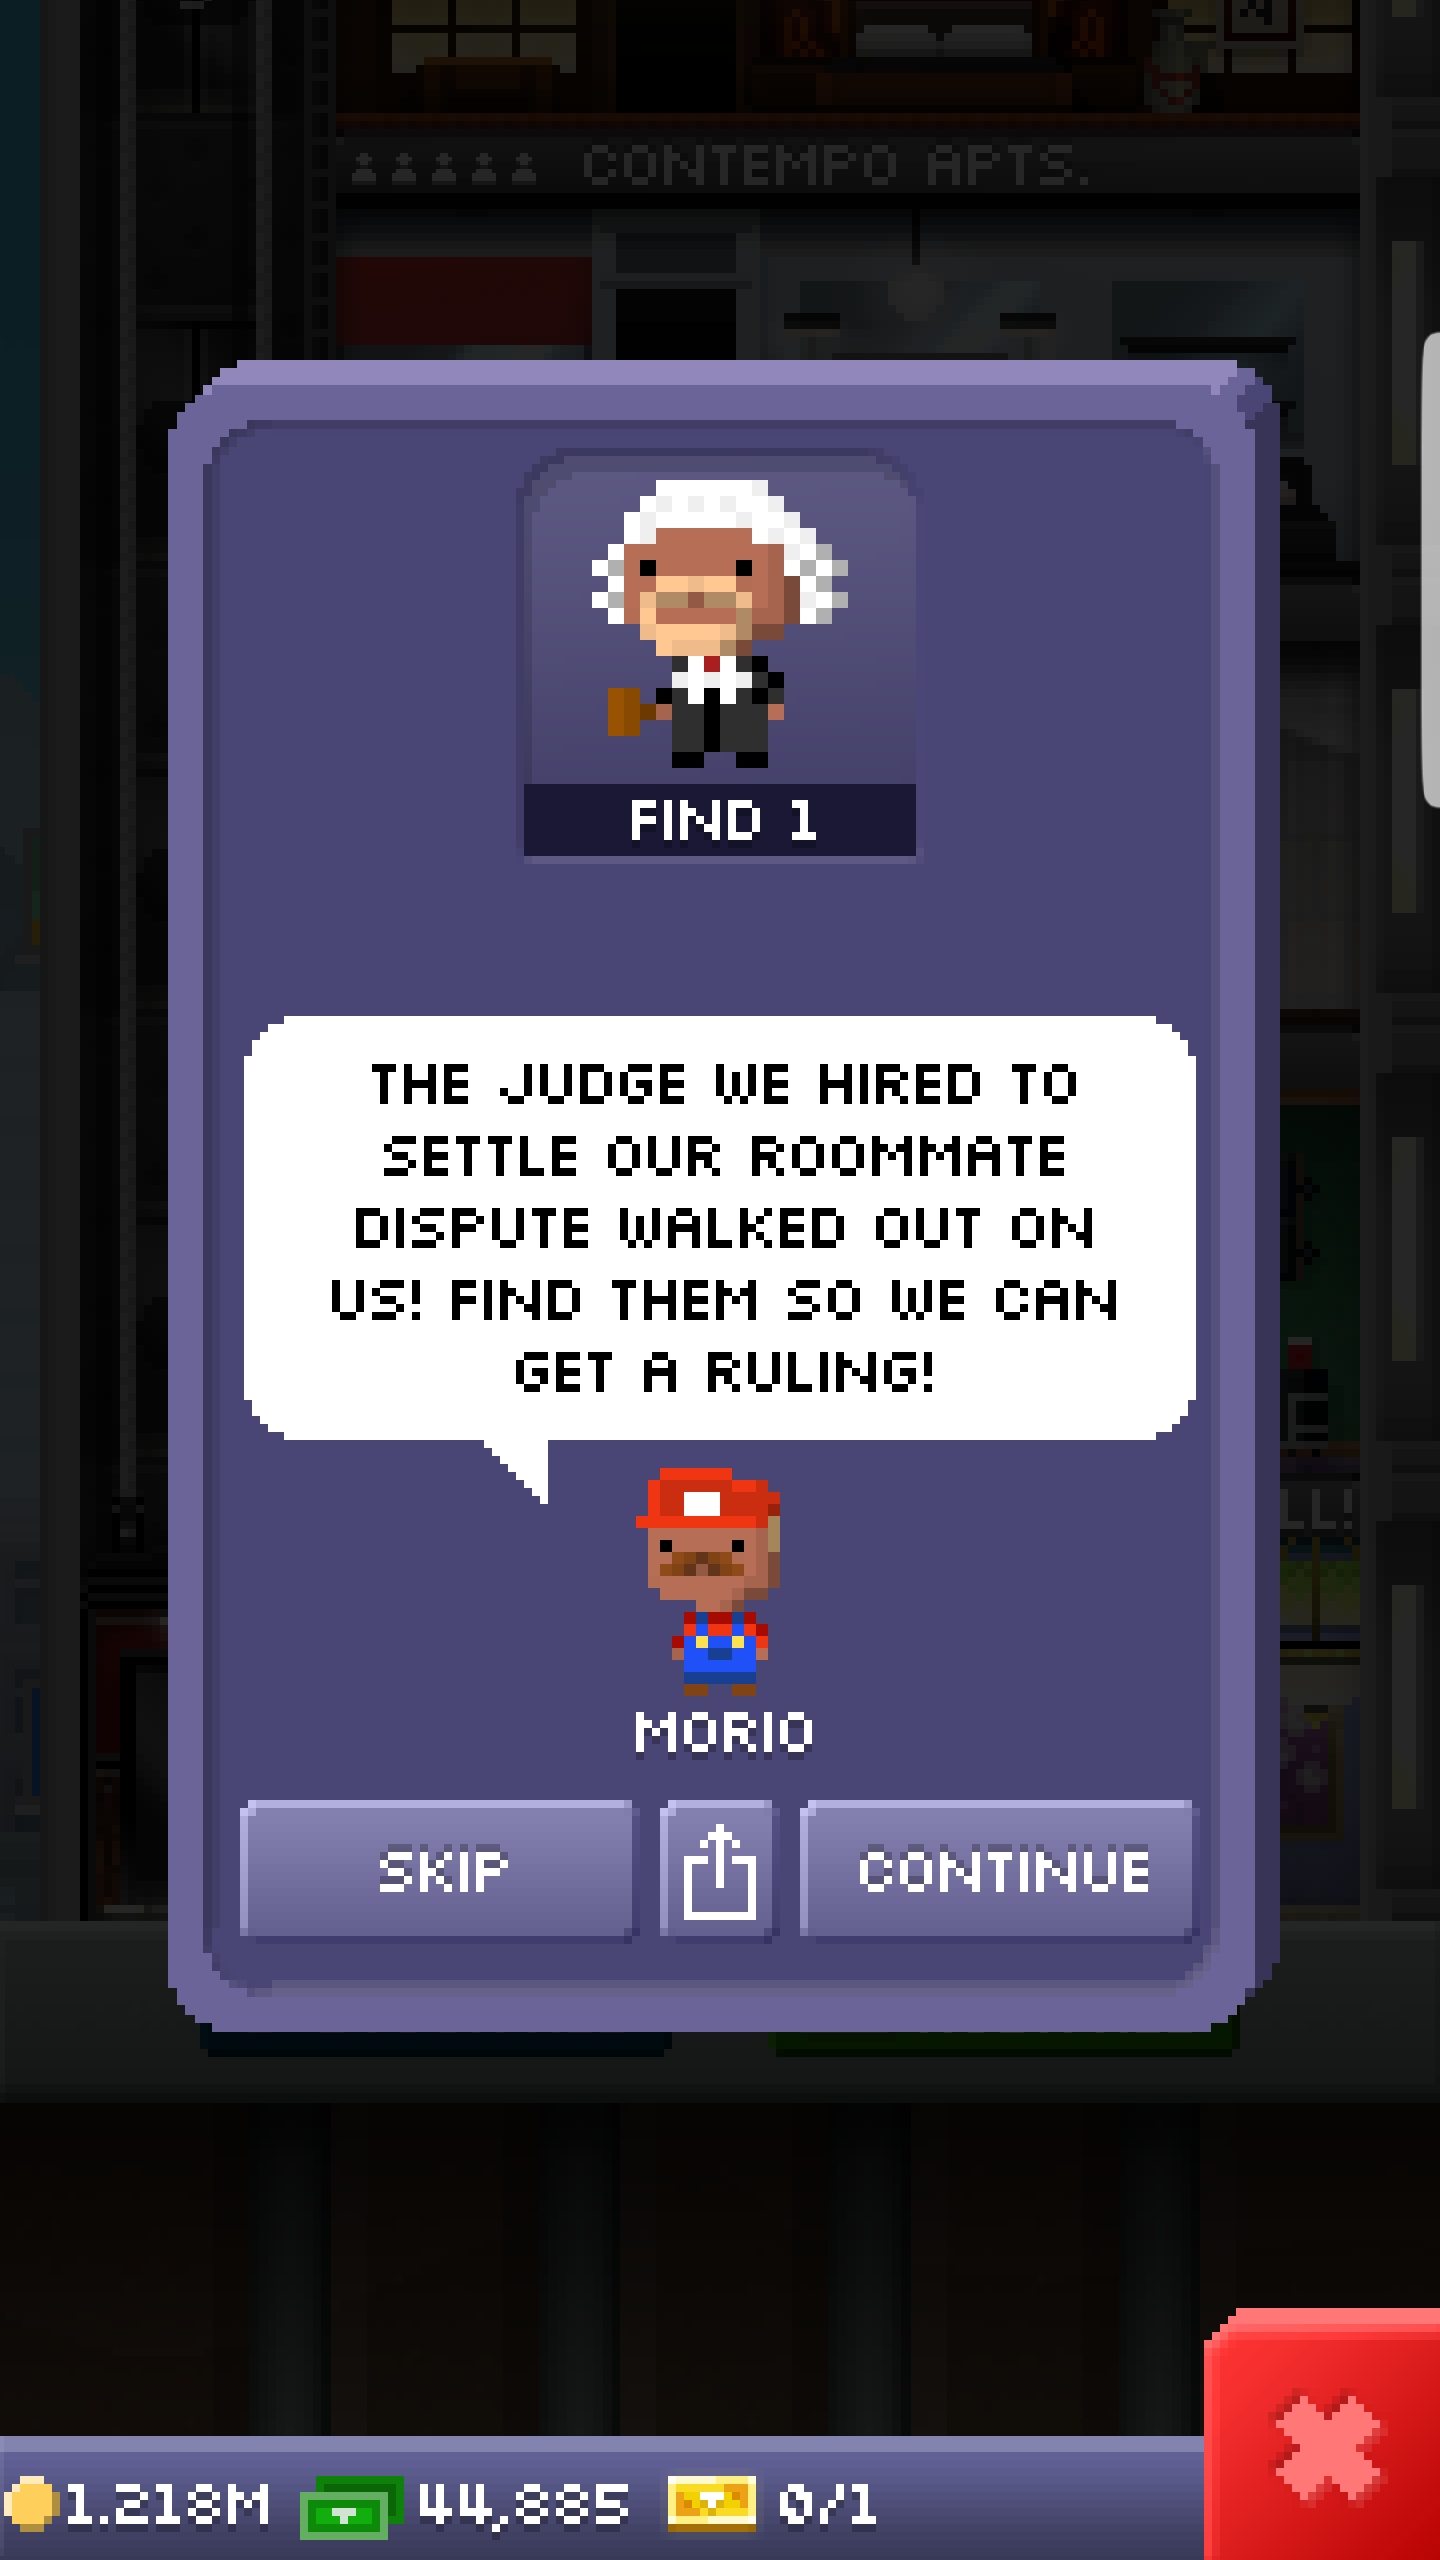 CONTEMPO APTS.
FIND 1
THE JUDGE WE HIRED TO
SETTLE OUR ROOMMATE
DISPUTE WALKED OUT ON
US! FIND THEM SO WE CAN
GET A RULING!
LL!
MORIO
SKIP
CONTINUE
1.218M 44,885 0/1